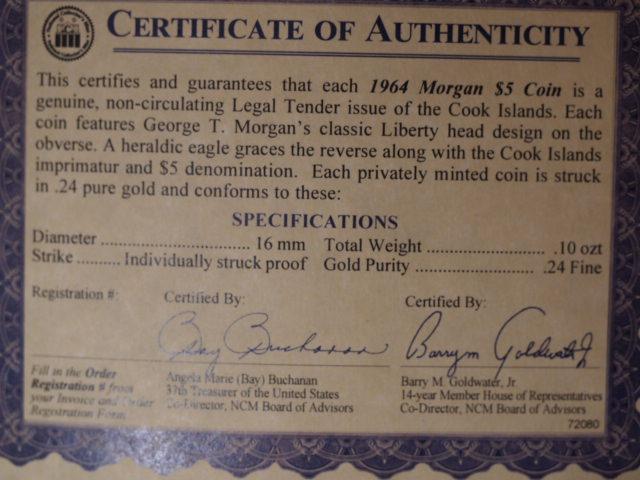 CERTIFICATE OF AUTHENTICITY
This certifies and guarantees that each 1964 Morgan $5 Coin is a
genuine, non-circulating Legal Tender issue of the Cook Islands. Each
coin features George T. Morgan's classic Liberty head design on the
obverse. A heraldic eagle graces the reverse along with the Cook Islands
imprimatur and $5 denomination. Each privately minted coin is struck
in .24 pure gold and conforms to these:
SPECIFICATIONS
Diameter ................................ 16 mm Total Weight ......................... .10 ozt
Strike ......... Individually struck proof Gold Purity ............................ .24 Fine
Registration #: Certified By: Certified By:
Bay Buchanan Barry M Goldwater Jr
Fill in the Order Angela Marie (Bay) Buchanan Barry M. Goldwater, Jr.
Registration # from 37th Treasurer of the United States 14-year Member House of Representatives
your Invoice and Order Co-Director, NCM Board of Advisors Co-Director, NCM Board of Advisors
Registration Form.
72080